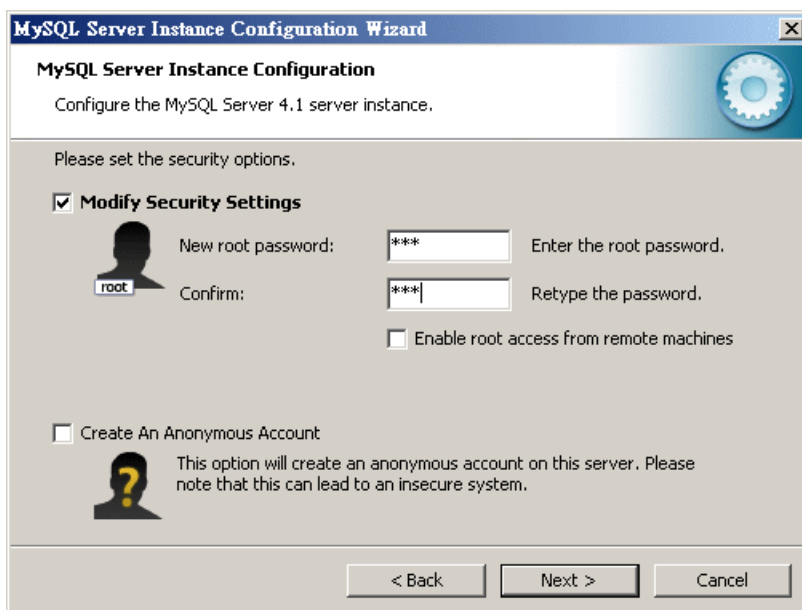 MySQL Server Instance Configuration Wizard
MySQL Server Instance Configuration
Configure the MySQL Server 4.1 server instance.
Please set the security options.
Modify Security Settings
New root password: *** Enter the root password.
root
Confirm: *** Retype the password.
Enable root access from remote machines
Create An Anonymous Account
This option will create an anonymous account on this server. Please
note that this can lead to an insecure system.
?
< Back Next > Cancel